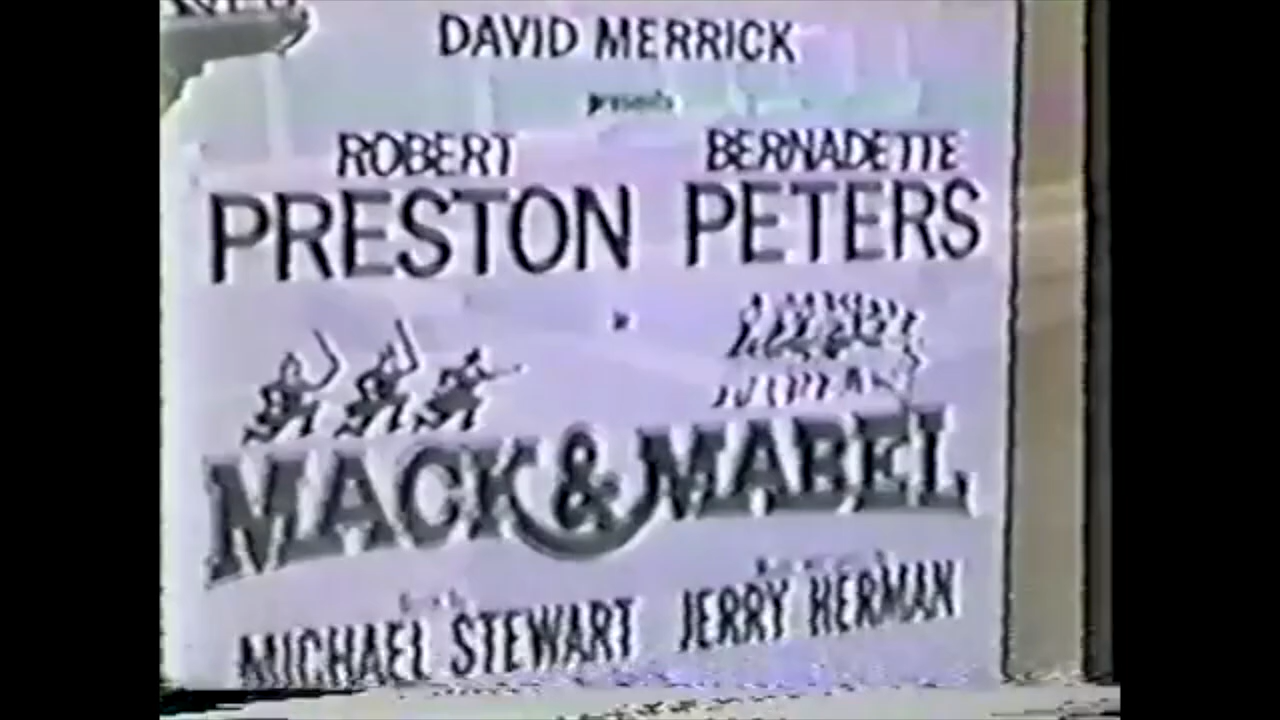 DAVID MERRICK
presents
ROBERT BERNADETTE
PRESTON PETERS
MACK & MABEL
MICHAEL STEWART JERRY HERMAN